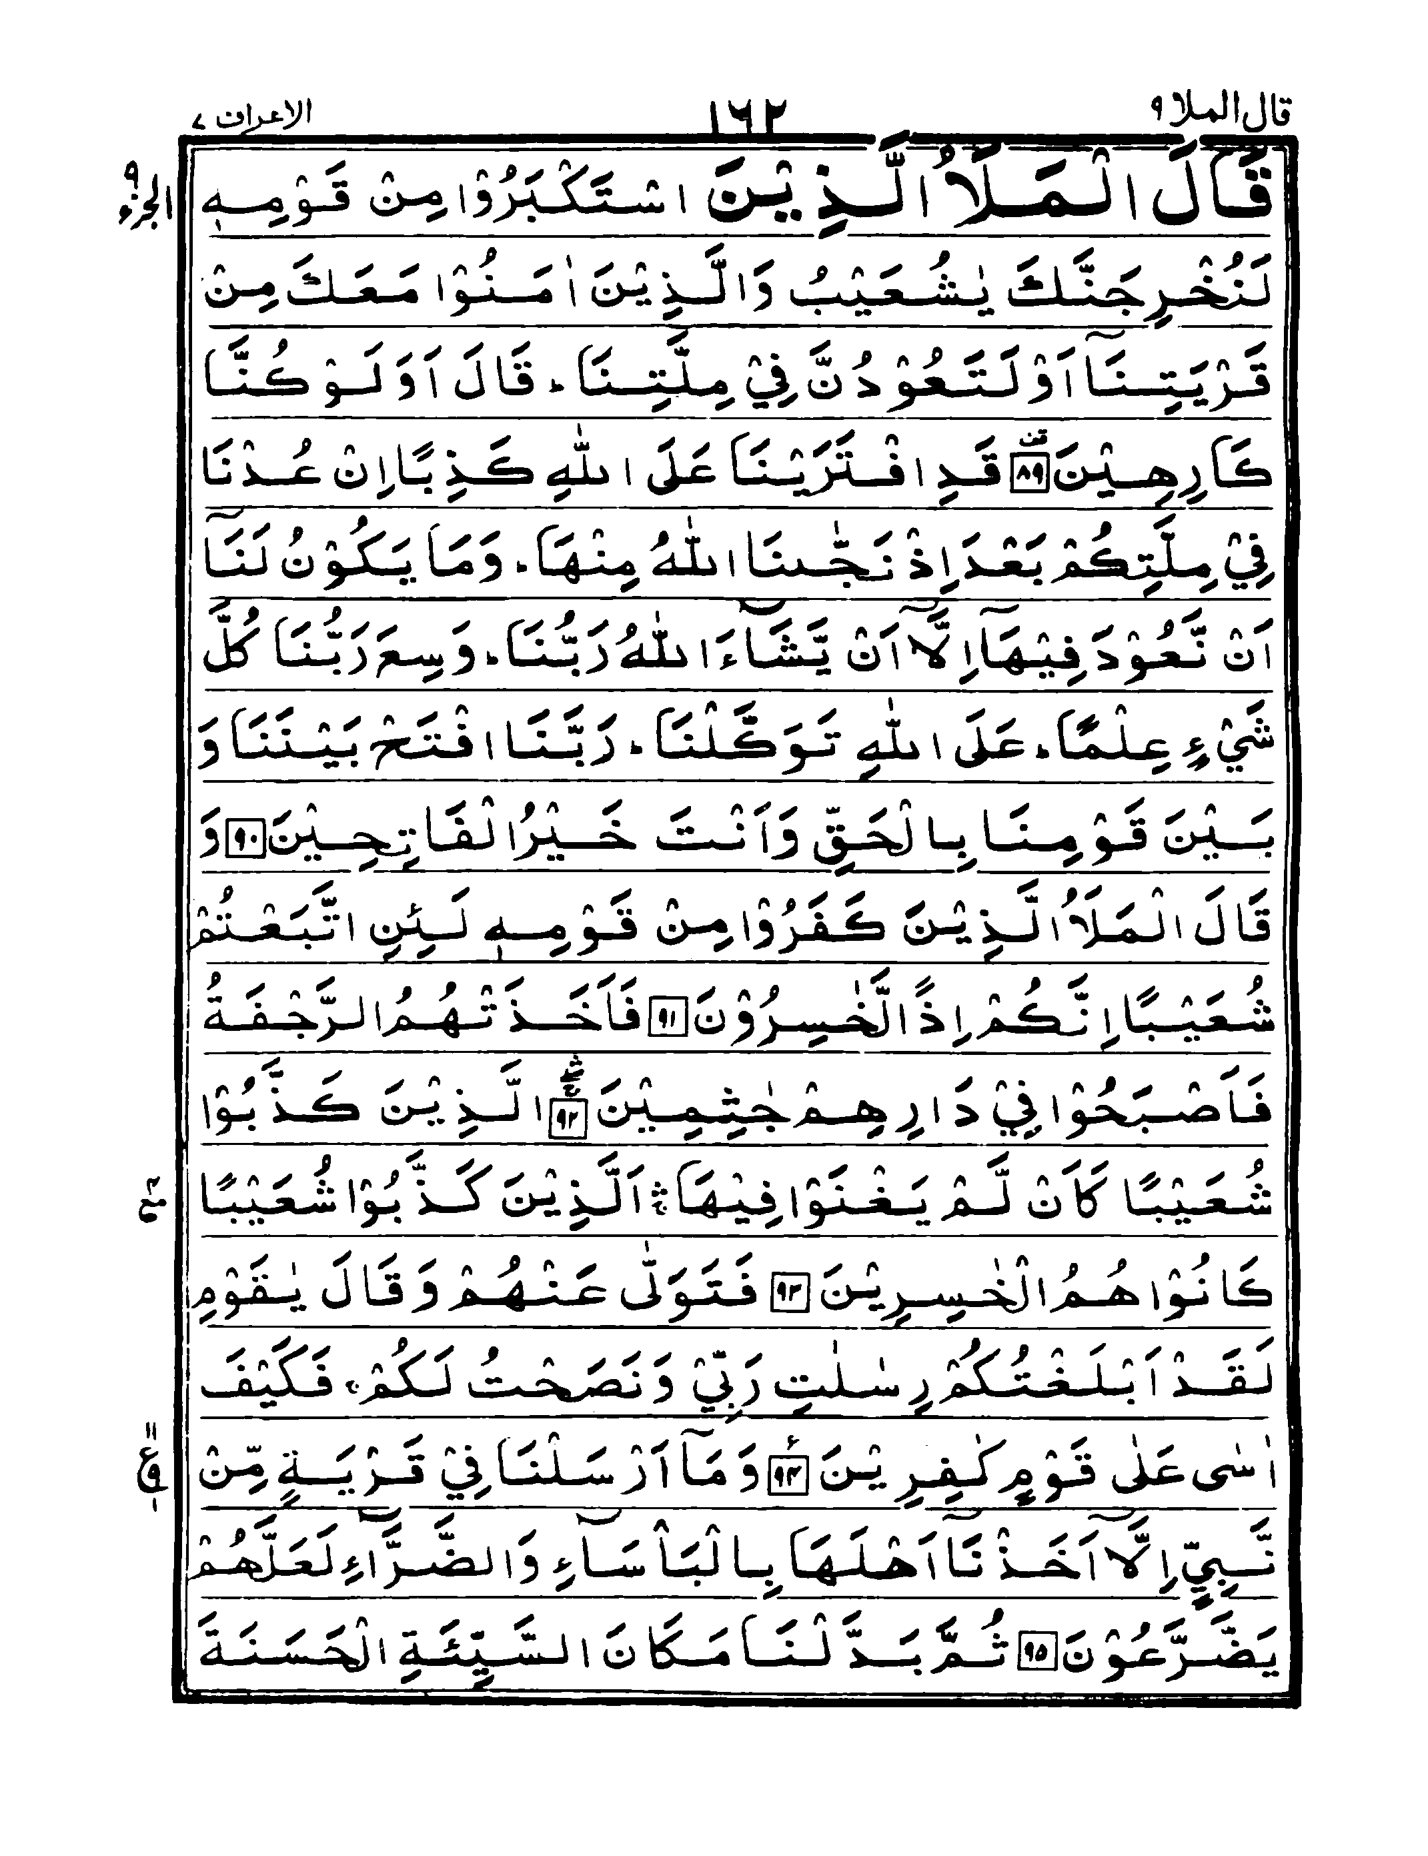 قال الملا ٩ ١٦٢ الاعراف ٧
الجزء ٩
قَالَ الْمَلَاُ الَّذِيْنَ اسْتَكْبَرُوْا مِنْ قَوْمِهٖ
لَنُخْرِجَنَّكَ يٰشُعَيْبُ وَالَّذِيْنَ اٰمَنُوْا مَعَكَ مِنْ
قَرْيَتِنَآ اَوْ لَتَعُوْدُنَّ فِيْ مِلَّتِنَا ؕ قَالَ اَوَلَوْ كُنَّا
كَارِهِيْنَ ٨٩ قَدِ افْتَرَيْنَا عَلَى اللّٰهِ كَذِبًا اِنْ عُدْنَا
فِيْ مِلَّتِكُمْ بَعْدَ اِذْ نَجّٰىنَا اللّٰهُ مِنْهَا ؕ وَمَا يَكُوْنُ لَنَآ
اَنْ نَّعُوْدَ فِيْهَآ اِلَّآ اَنْ يَّشَآءَ اللّٰهُ رَبُّنَا ؕ وَسِعَ رَبُّنَا كُلَّ
شَيْءٍ عِلْمًا ؕ عَلَى اللّٰهِ تَوَكَّلْنَا ؕ رَبَّنَا افْتَحْ بَيْنَنَا وَ
بَيْنَ قَوْمِنَا بِالْحَقِّ وَاَنْتَ خَيْرُ الْفَاتِحِيْنَ ٩٠ وَ
قَالَ الْمَلَاُ الَّذِيْنَ كَفَرُوْا مِنْ قَوْمِهٖ لَئِنِ اتَّبَعْتُمْ
شُعَيْبًا اِنَّكُمْ اِذًا لَّخٰسِرُوْنَ ٩١ فَاَخَذَتْهُمُ الرَّجْفَةُ
فَاَصْبَحُوْا فِيْ دَارِهِمْ جٰثِمِيْنَ ٩٢ الَّذِيْنَ كَذَّبُوْا
شُعَيْبًا كَاَنْ لَّمْ يَغْنَوْا فِيْهَا ۛ اَلَّذِيْنَ كَذَّبُوْا شُعَيْبًا
كَانُوْا هُمُ الْخٰسِرِيْنَ ٩٣ فَتَوَلّٰى عَنْهُمْ وَقَالَ يٰقَوْمِ
لَقَدْ اَبْلَغْتُكُمْ رِسٰلٰتِ رَبِّيْ وَنَصَحْتُ لَكُمْ ۚ فَكَيْفَ
اٰسٰى عَلٰى قَوْمٍ كٰفِرِيْنَ ٩٤ وَمَآ اَرْسَلْنَا فِيْ قَرْيَةٍ مِّنْ
نَّبِيٍّ اِلَّآ اَخَذْنَآ اَهْلَهَا بِالْبَاْسَآءِ وَالضَّرَّآءِ لَعَلَّهُمْ
يَضَّرَّعُوْنَ ٩٥ ثُمَّ بَدَّلْنَا مَكَانَ السَّيِّئَةِ الْحَسَنَةَ